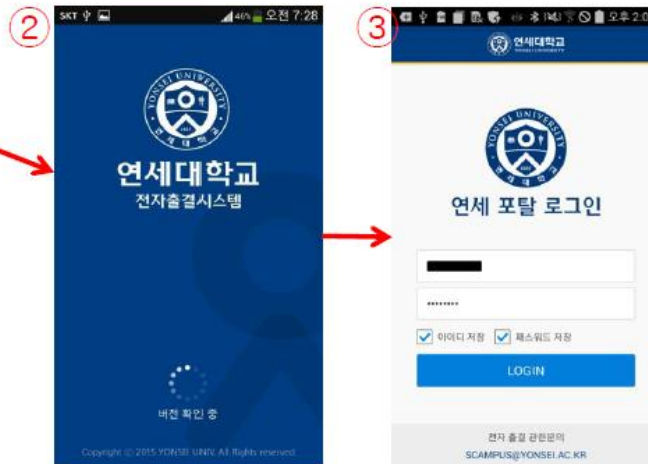 ②
SKT 46% 오전 7:28
YONSEI UNIVERSITY
연세대학교
연세대학교
전자출결시스템
버전 확인 중
Copyright ⓒ 2015 YONSEI UNIV. All Rights reserved.
③
오후 2:0
연세대학교
YONSEI UNIVERSITY
YONSEI UNIVERSITY
연세대학교
연세 포탈 로그인
••••••••
아이디 저장 패스워드 저장
LOGIN
전자 출결 관련문의
SCAMPUS@YONSEI.AC.KR